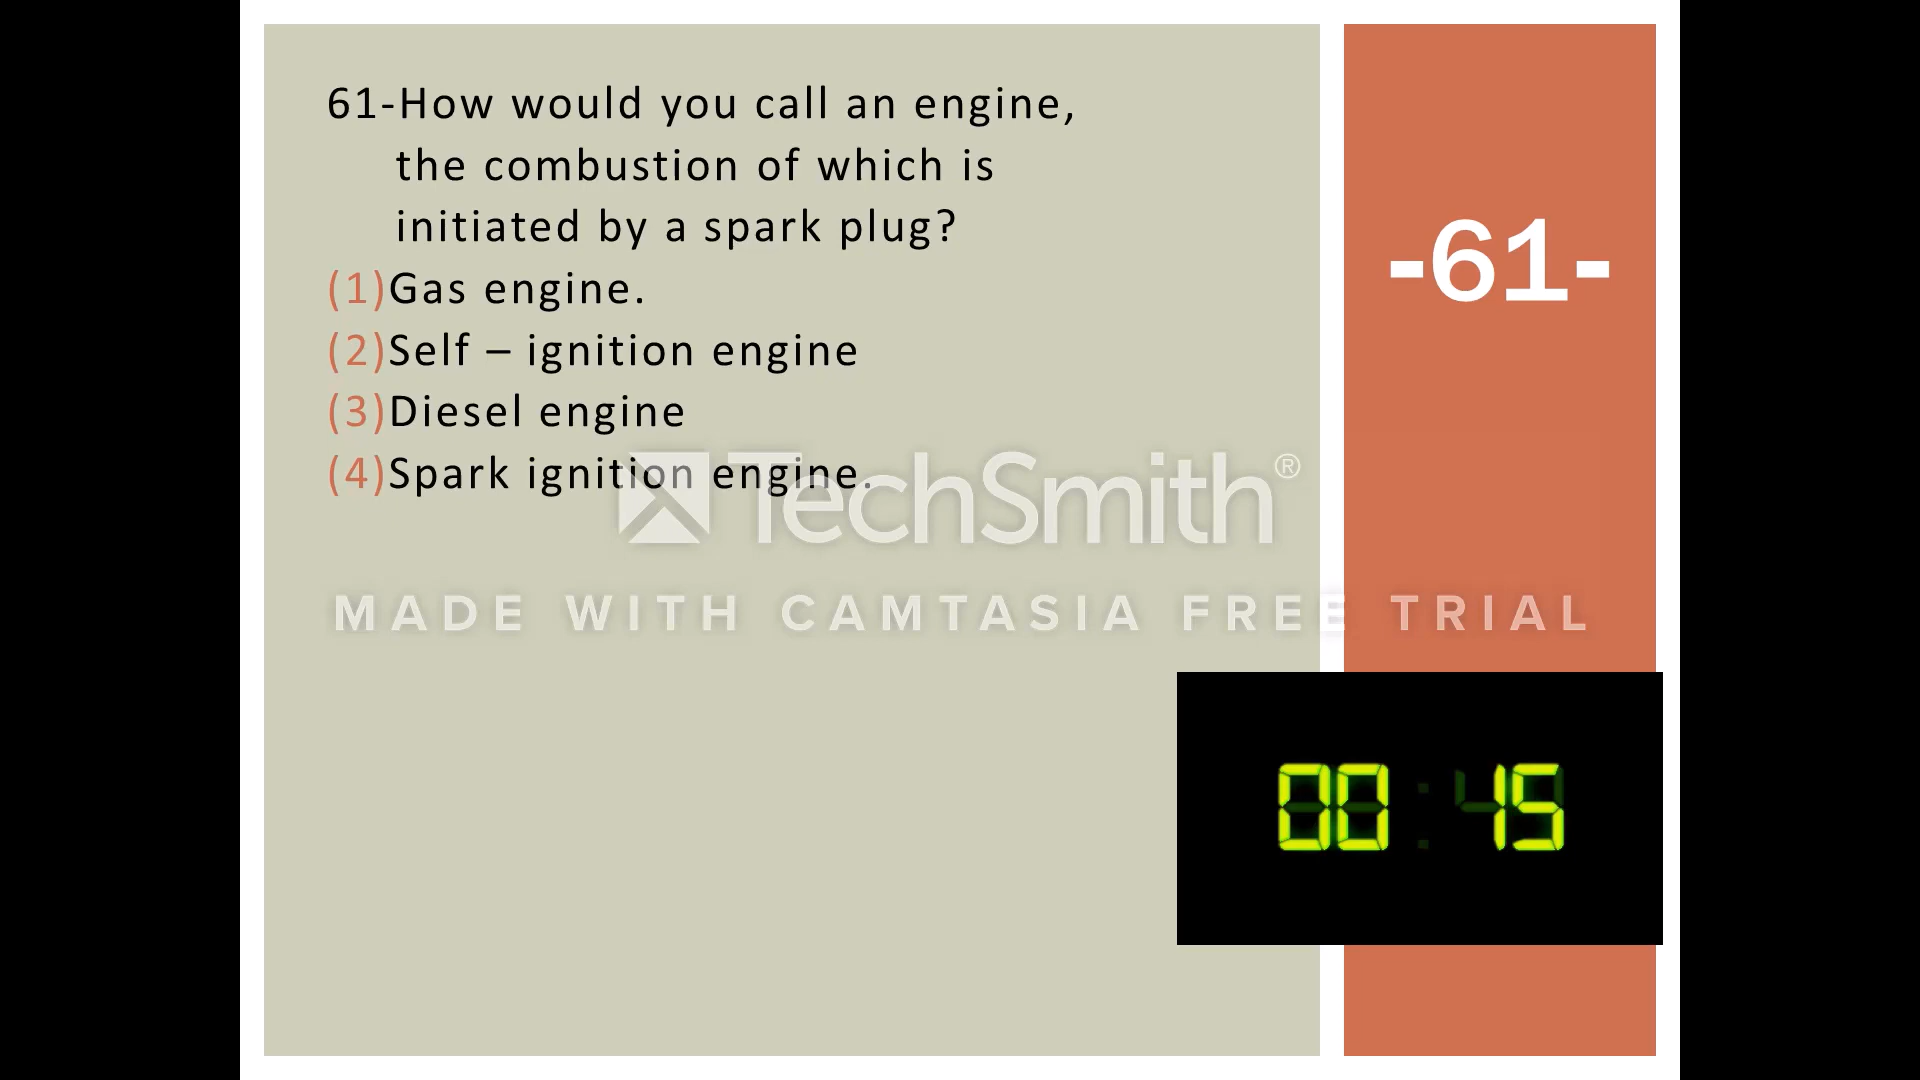 61-How would you call an engine,
the combustion of which is
initiated by a spark plug?
(1)Gas engine.
(2)Self – ignition engine
(3)Diesel engine
(4)Spark ignition engine.
-61-
TechSmith®
MADE WITH CAMTASIA FREE TRIAL
00:15